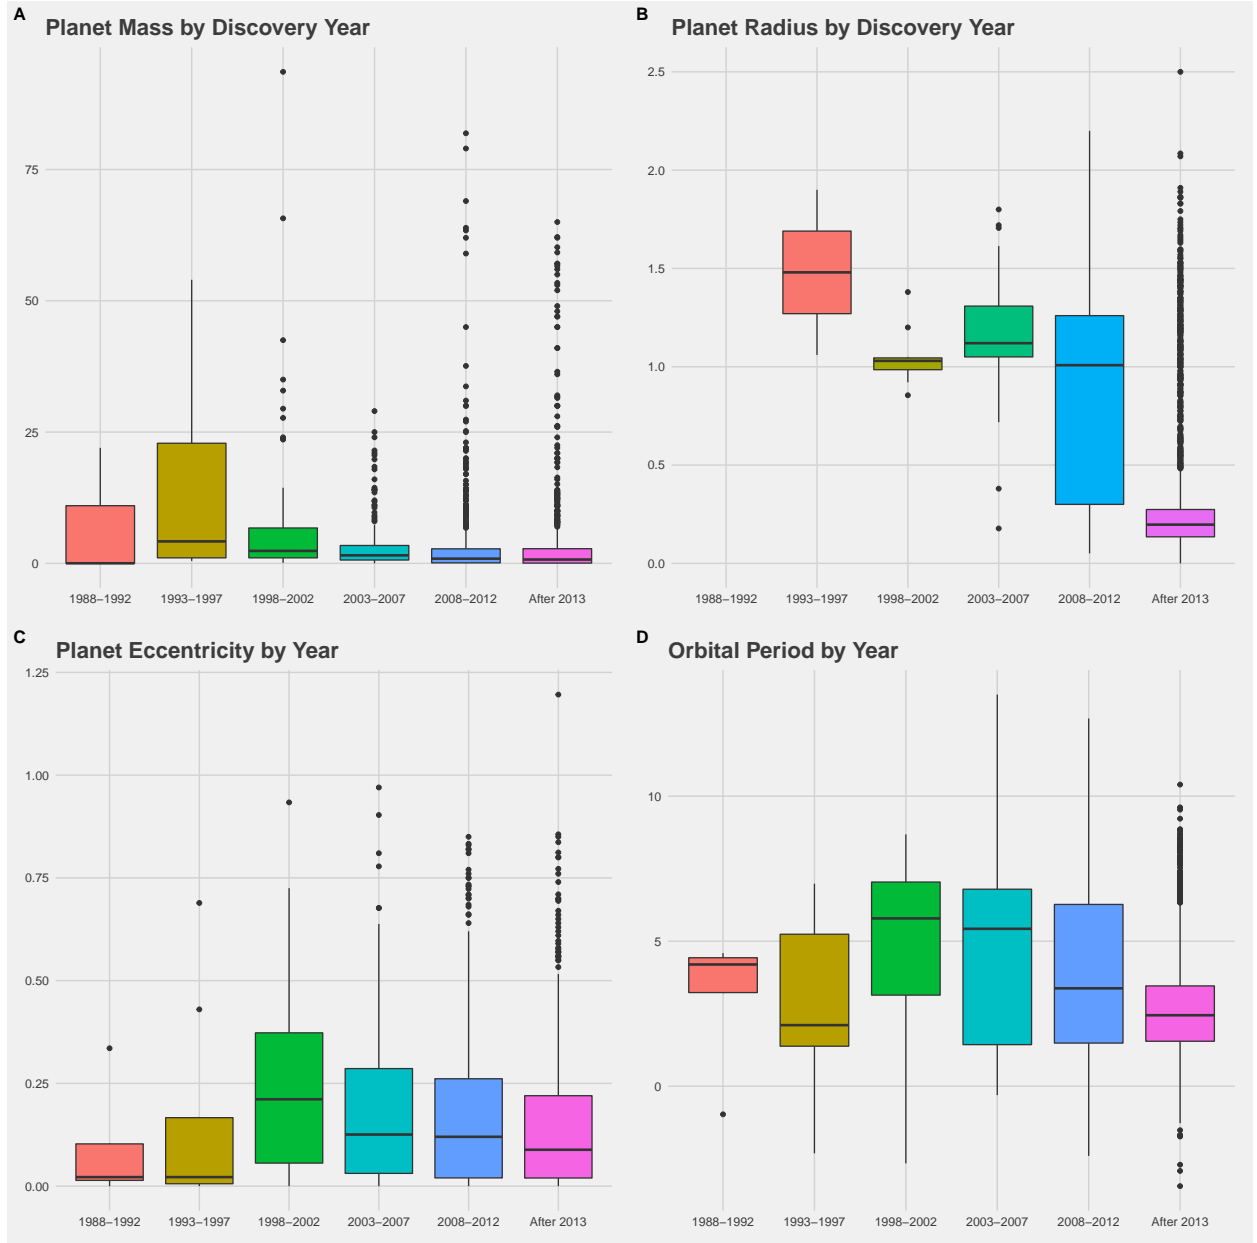 A
Planet Mass by Discovery Year
75
50
25
0
1988–1992 1993–1997 1998–2002 2003–2007 2008–2012 After 2013
B
Planet Radius by Discovery Year
2.5
2.0
1.5
1.0
0.5
0.0
1988–1992 1993–1997 1998–2002 2003–2007 2008–2012 After 2013
C
Planet Eccentricity by Year
1.25
1.00
0.75
0.50
0.25
0.00
1988–1992 1993–1997 1998–2002 2003–2007 2008–2012 After 2013
D
Orbital Period by Year
10
5
0
1988–1992 1993–1997 1998–2002 2003–2007 2008–2012 After 2013